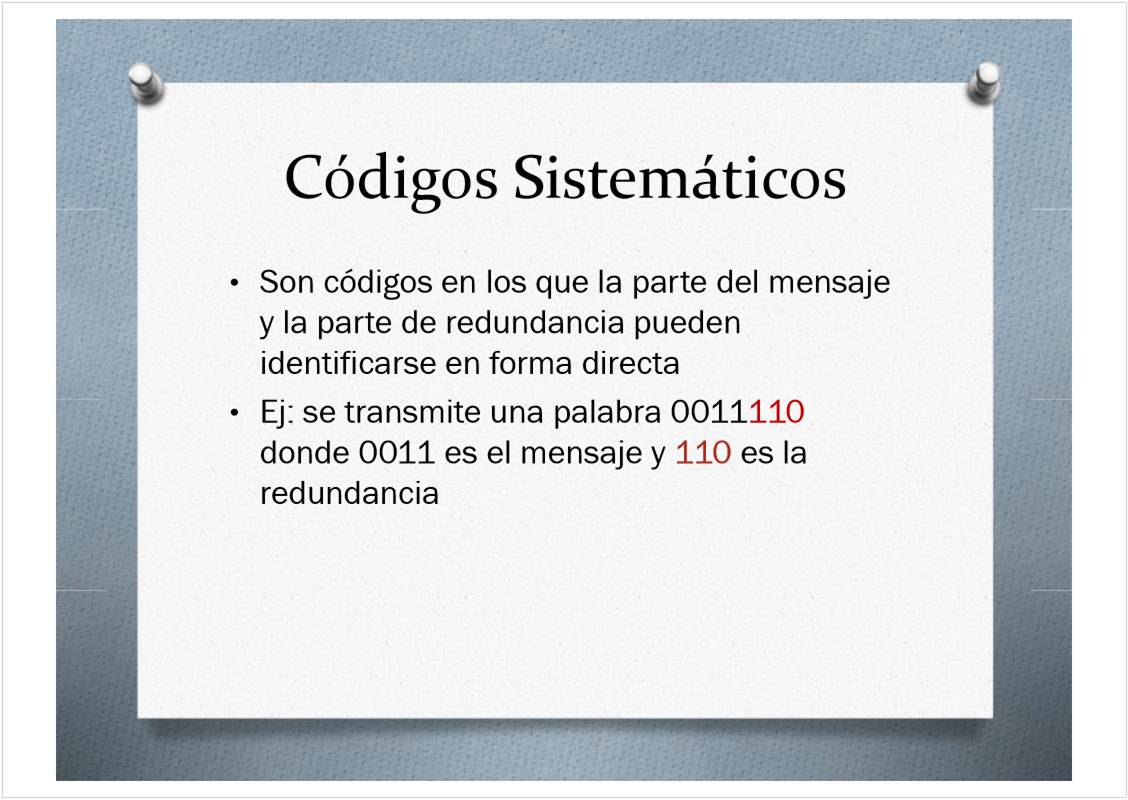 Códigos Sistemáticos
• Son códigos en los que la parte del mensaje
y la parte de redundancia pueden
identificarse en forma directa
• Ej: se transmite una palabra 0011110
donde 0011 es el mensaje y 110 es la
redundancia